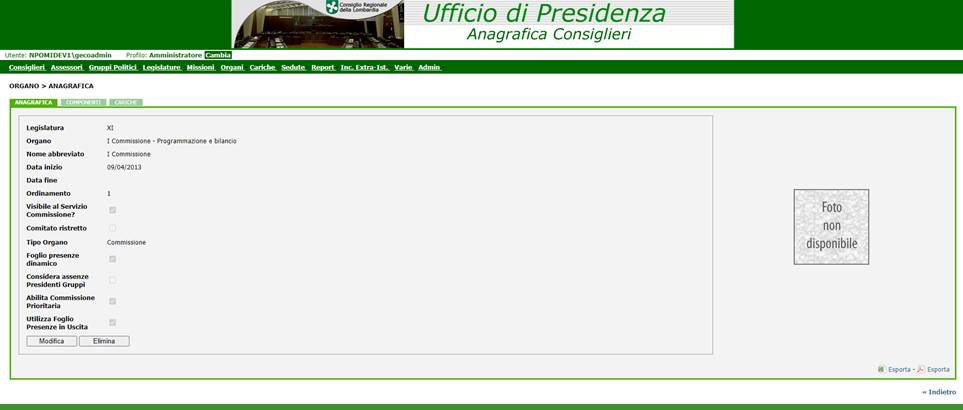 Consiglio Regionale
della Lombardia
Ufficio di Presidenza
Anagrafica Consiglieri
Utente: NPOMIDEV1\gecoadmin Profilo: Amministratore Cambia
Consiglieri Assessori Gruppi Politici Legislature Missioni Organi Cariche Sedute Report Inc. Extra-Ist. Varie Admin
ORGANO > ANAGRAFICA
ANAGRAFICA COMPONENTI CARICHE
Legislatura XI
Organo I Commissione - Programmazione e bilancio
Nome abbreviato I Commissione
Data inizio 09/04/2013
Data fine
Ordinamento 1
Visibile al Servizio
Commissione?
Comitato ristretto
Tipo Organo Commissione
Foglio presenze
dinamico
Considera assenze
Presidenti Gruppi
Abilita Commissione
Prioritaria
Utilizza Foglio
Presenze in Uscita
Modifica Elimina
Foto
non
disponibile
Esporta - Esporta
« Indietro